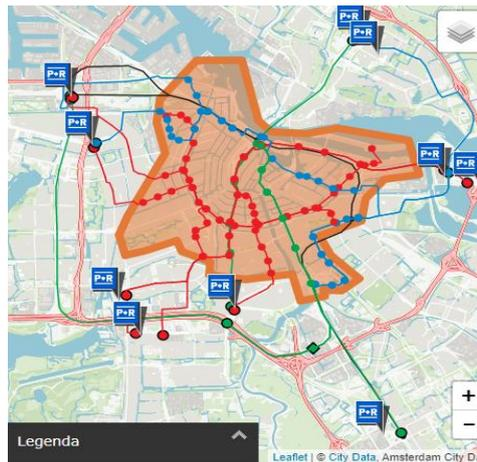 P+R
P+R
P+R
P+R
P+R
P+R
P+R
P+R
P+R
+
−
Legenda
Leaflet | © City Data, Amsterdam City D